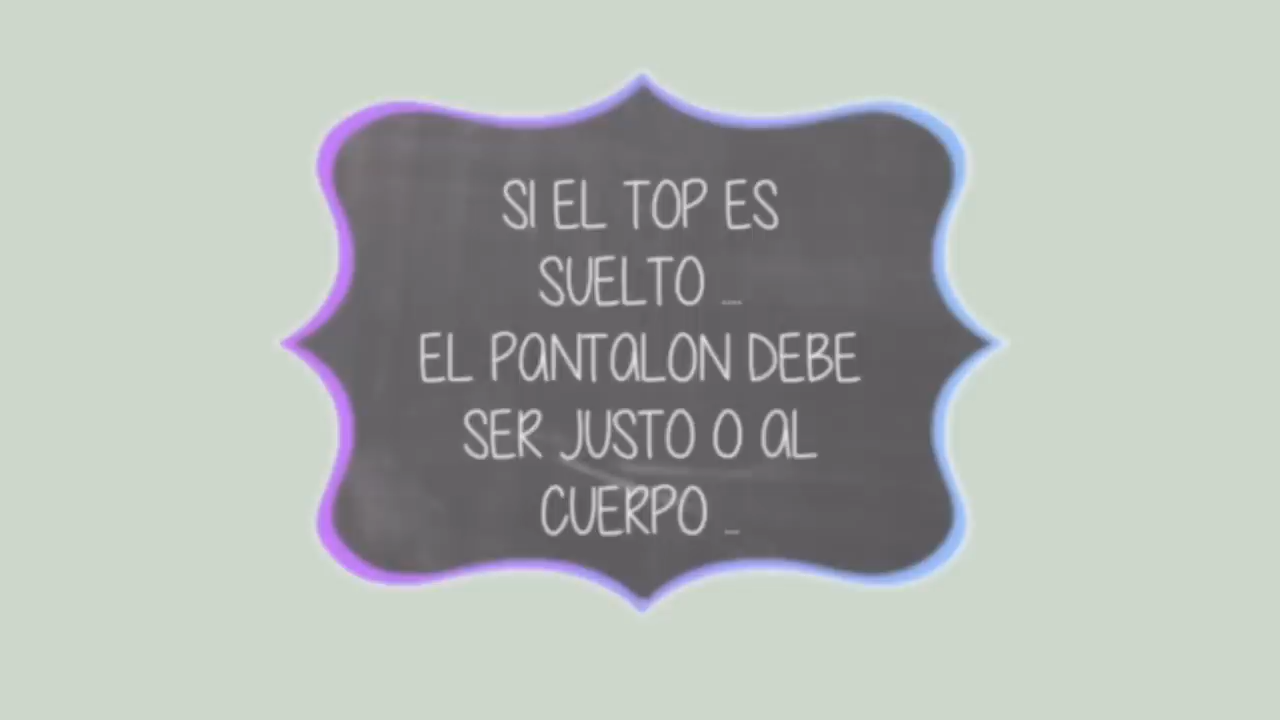 SI EL TOP ES
SUELTO ...
EL PANTALON DEBE
SER JUSTO O AL
CUERPO ...